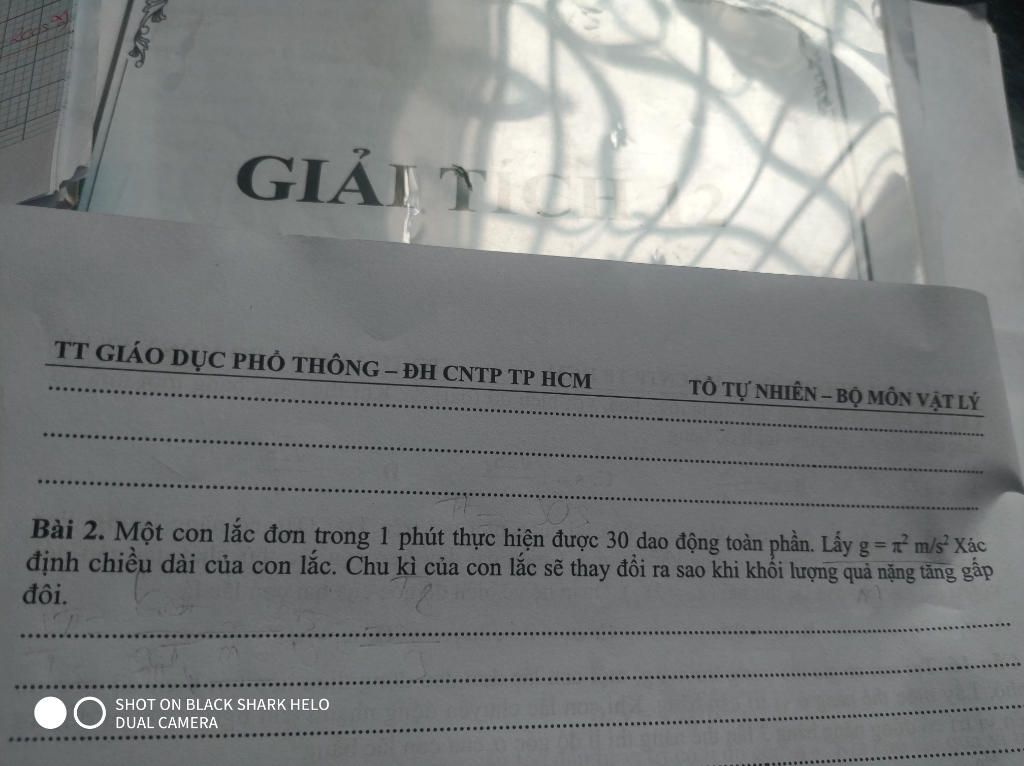 GIẢI TÍCH 12
TT GIÁO DỤC PHỔ THÔNG – ĐH CNTP TP HCM TỔ TỰ NHIÊN – BỘ MÔN VẬT LÝ
Bài 2. Một con lắc đơn trong 1 phút thực hiện được 30 dao động toàn phần. Lấy g = π² m/s² Xác
định chiều dài của con lắc. Chu kì của con lắc sẽ thay đổi ra sao khi khối lượng quả nặng tăng gấp
đôi.
SHOT ON BLACK SHARK HELO
DUAL CAMERA